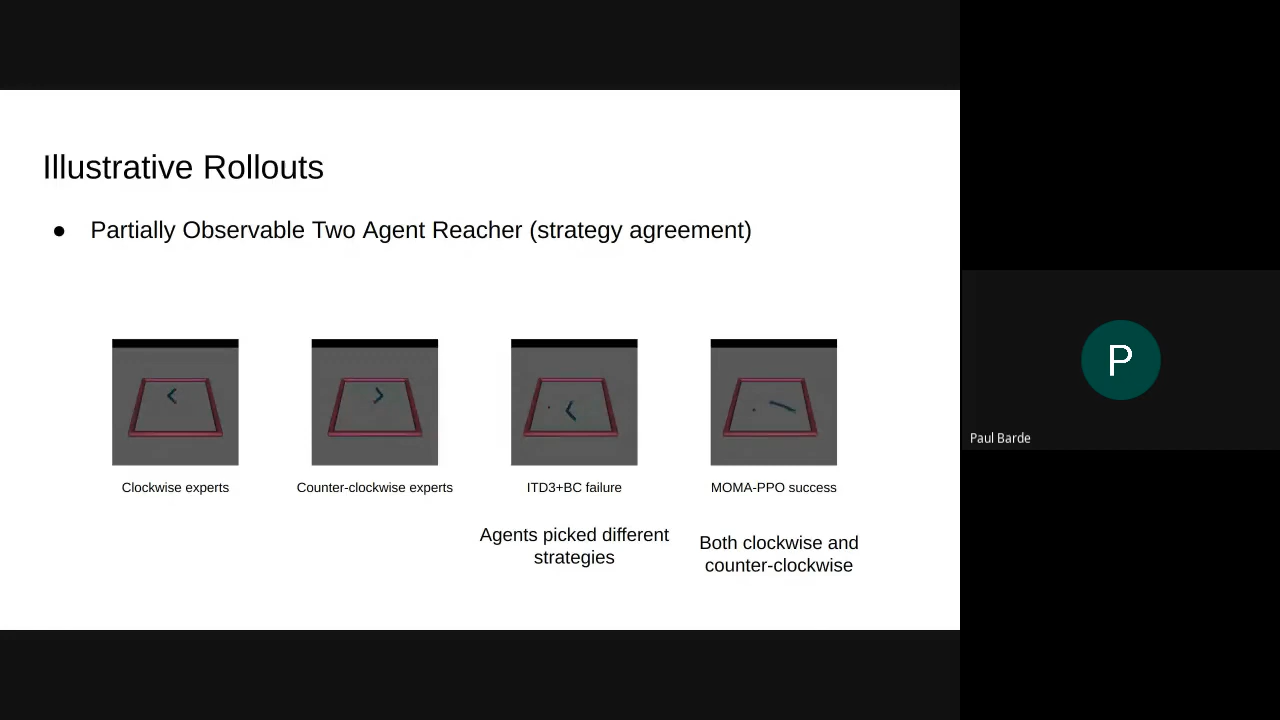 Illustrative Rollouts
● Partially Observable Two Agent Reacher (strategy agreement)
Clockwise experts
Counter-clockwise experts
ITD3+BC failure
MOMA-PPO success
Agents picked different
strategies
Both clockwise and
counter-clockwise
P
Paul Barde